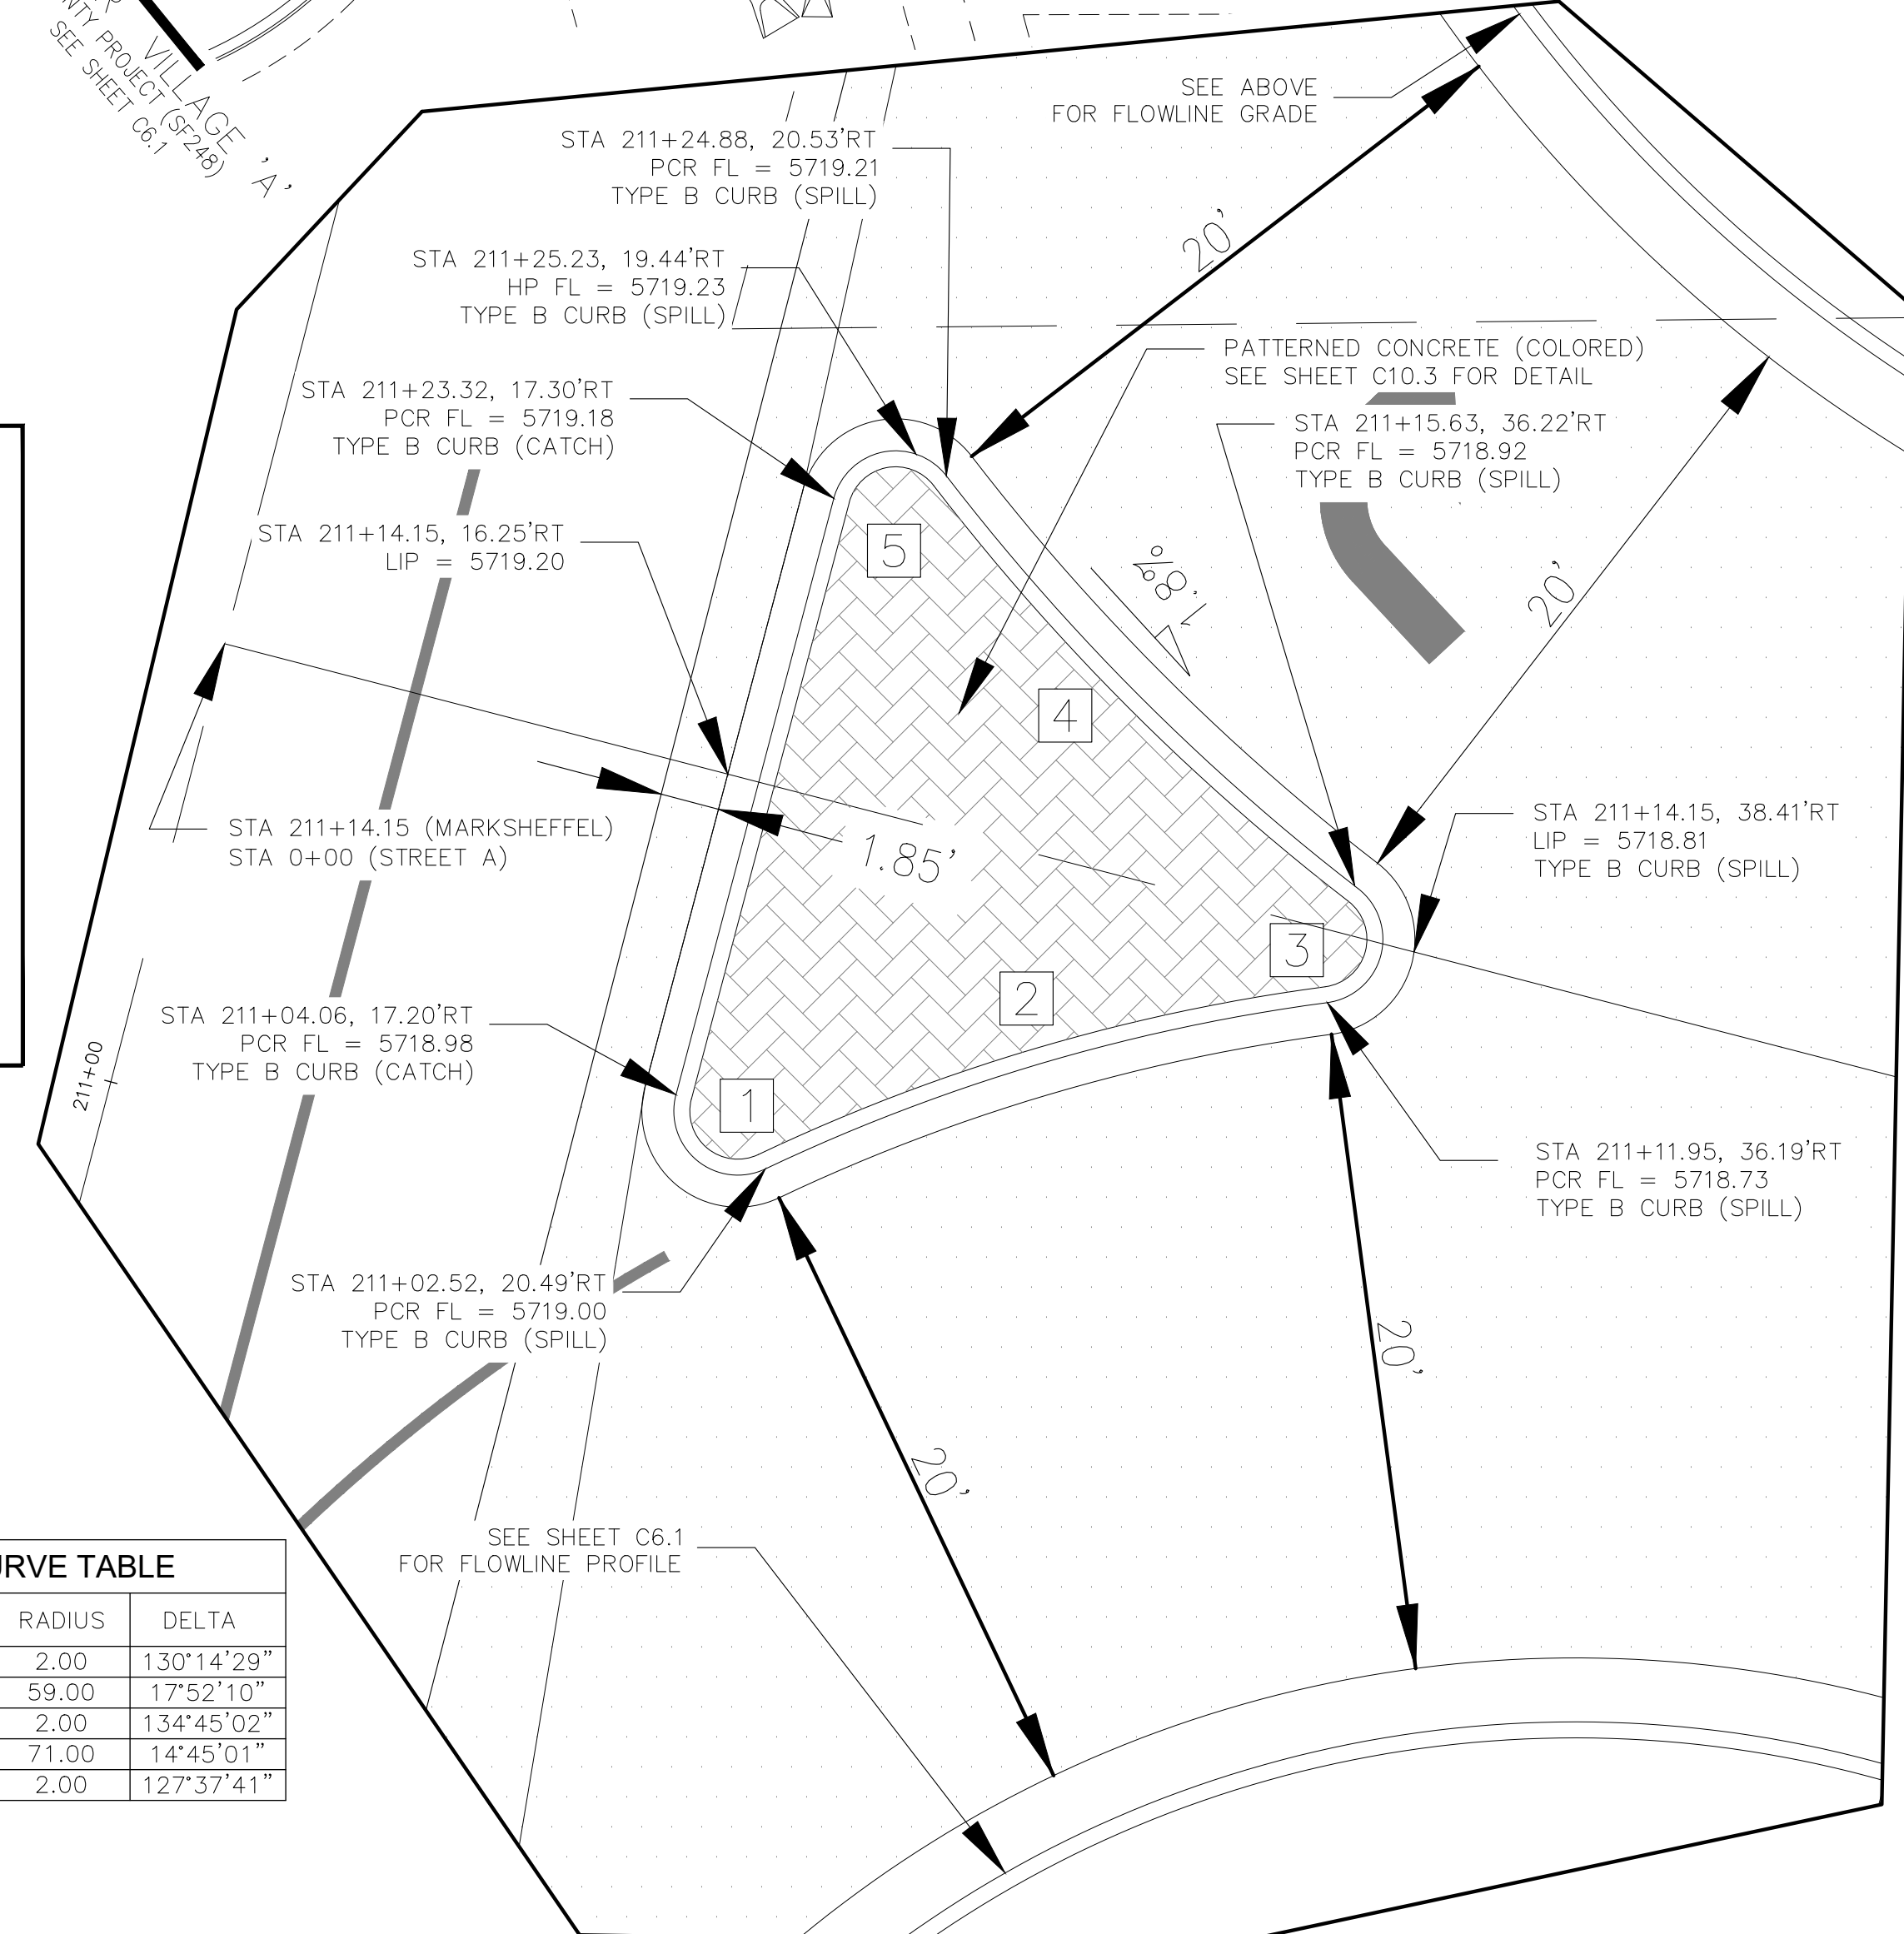 VILLAGE 'A'
PROJECT (SF248)
SEE SHEET C6.1
SEE ABOVE
FOR FLOWLINE GRADE
STA 211+24.88, 20.53'RT
PCR FL = 5719.21
TYPE B CURB (SPILL)
20'
STA 211+25.23, 19.44'RT
HP FL = 5719.23
TYPE B CURB (SPILL)
PATTERNED CONCRETE (COLORED)
SEE SHEET C10.3 FOR DETAIL
STA 211+23.32, 17.30'RT
PCR FL = 5719.18
TYPE B CURB (CATCH)
STA 211+15.63, 36.22'RT
PCR FL = 5718.92
TYPE B CURB (SPILL)
STA 211+14.15, 16.25'RT
LIP = 5719.20
5
1.8%
20'
4
STA 211+14.15 (MARKSHEFFEL)
STA 0+00 (STREET A)
1.85'
STA 211+14.15, 38.41'RT
LIP = 5718.81
TYPE B CURB (SPILL)
3
2
STA 211+04.06, 17.20'RT
PCR FL = 5718.98
TYPE B CURB (CATCH)
211+00
1
STA 211+11.95, 36.19'RT
PCR FL = 5718.73
TYPE B CURB (SPILL)
STA 211+02.52, 20.49'RT
PCR FL = 5719.00
TYPE B CURB (SPILL)
20'
20'
SEE SHEET C6.1
FOR FLOWLINE PROFILE
TABLE
RADIUS DELTA
2.00 130°14'29"
59.00 17°52'10"
2.00 134°45'02"
71.00 14°45'01"
2.00 127°37'41"